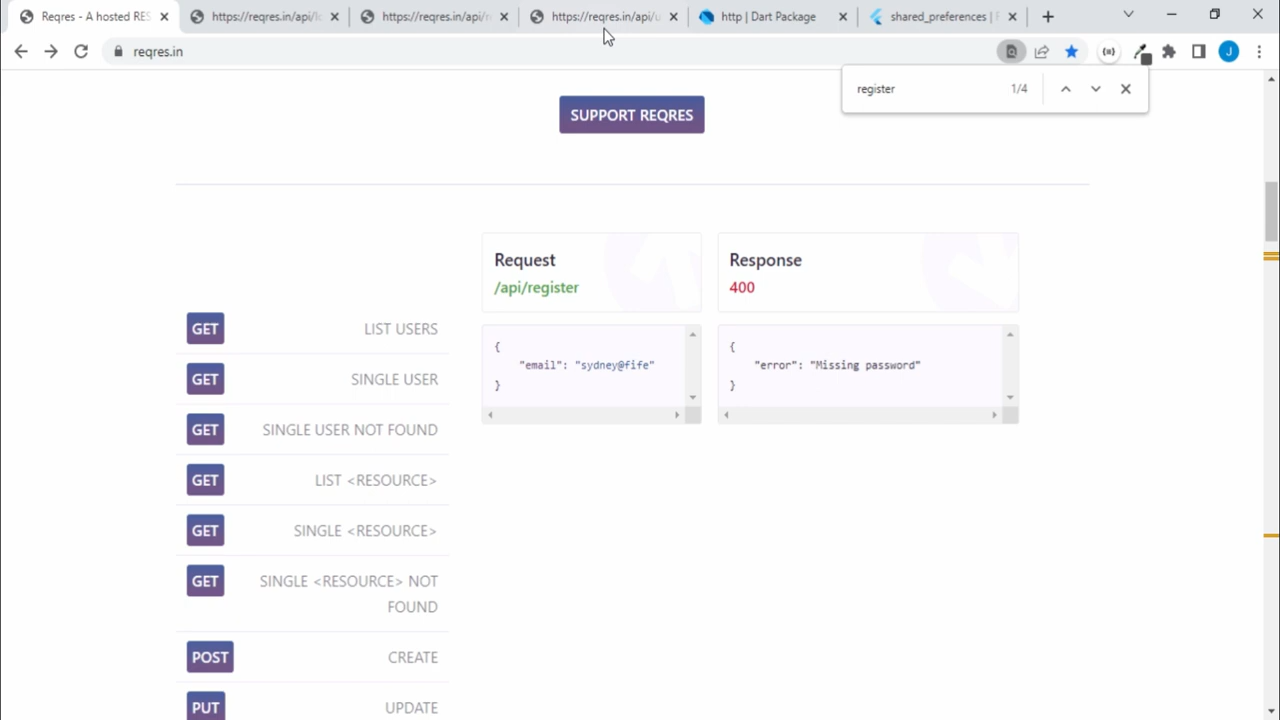 Reqres - A hosted RES
https://reqres.in/api/
https://reqres.in/api/
https://reqres.in/api/
http | Dart Package
shared_preferences |
reqres.in
J
register
1/4
SUPPORT REQRES
Request
/api/register
Response
400
{
"email": "sydney@fife"
}
{
"error": "Missing password"
}
GET LIST USERS
GET SINGLE USER
GET SINGLE USER NOT FOUND
GET LIST <RESOURCE>
GET SINGLE <RESOURCE>
GET SINGLE <RESOURCE> NOT
FOUND
POST CREATE
PUT UPDATE